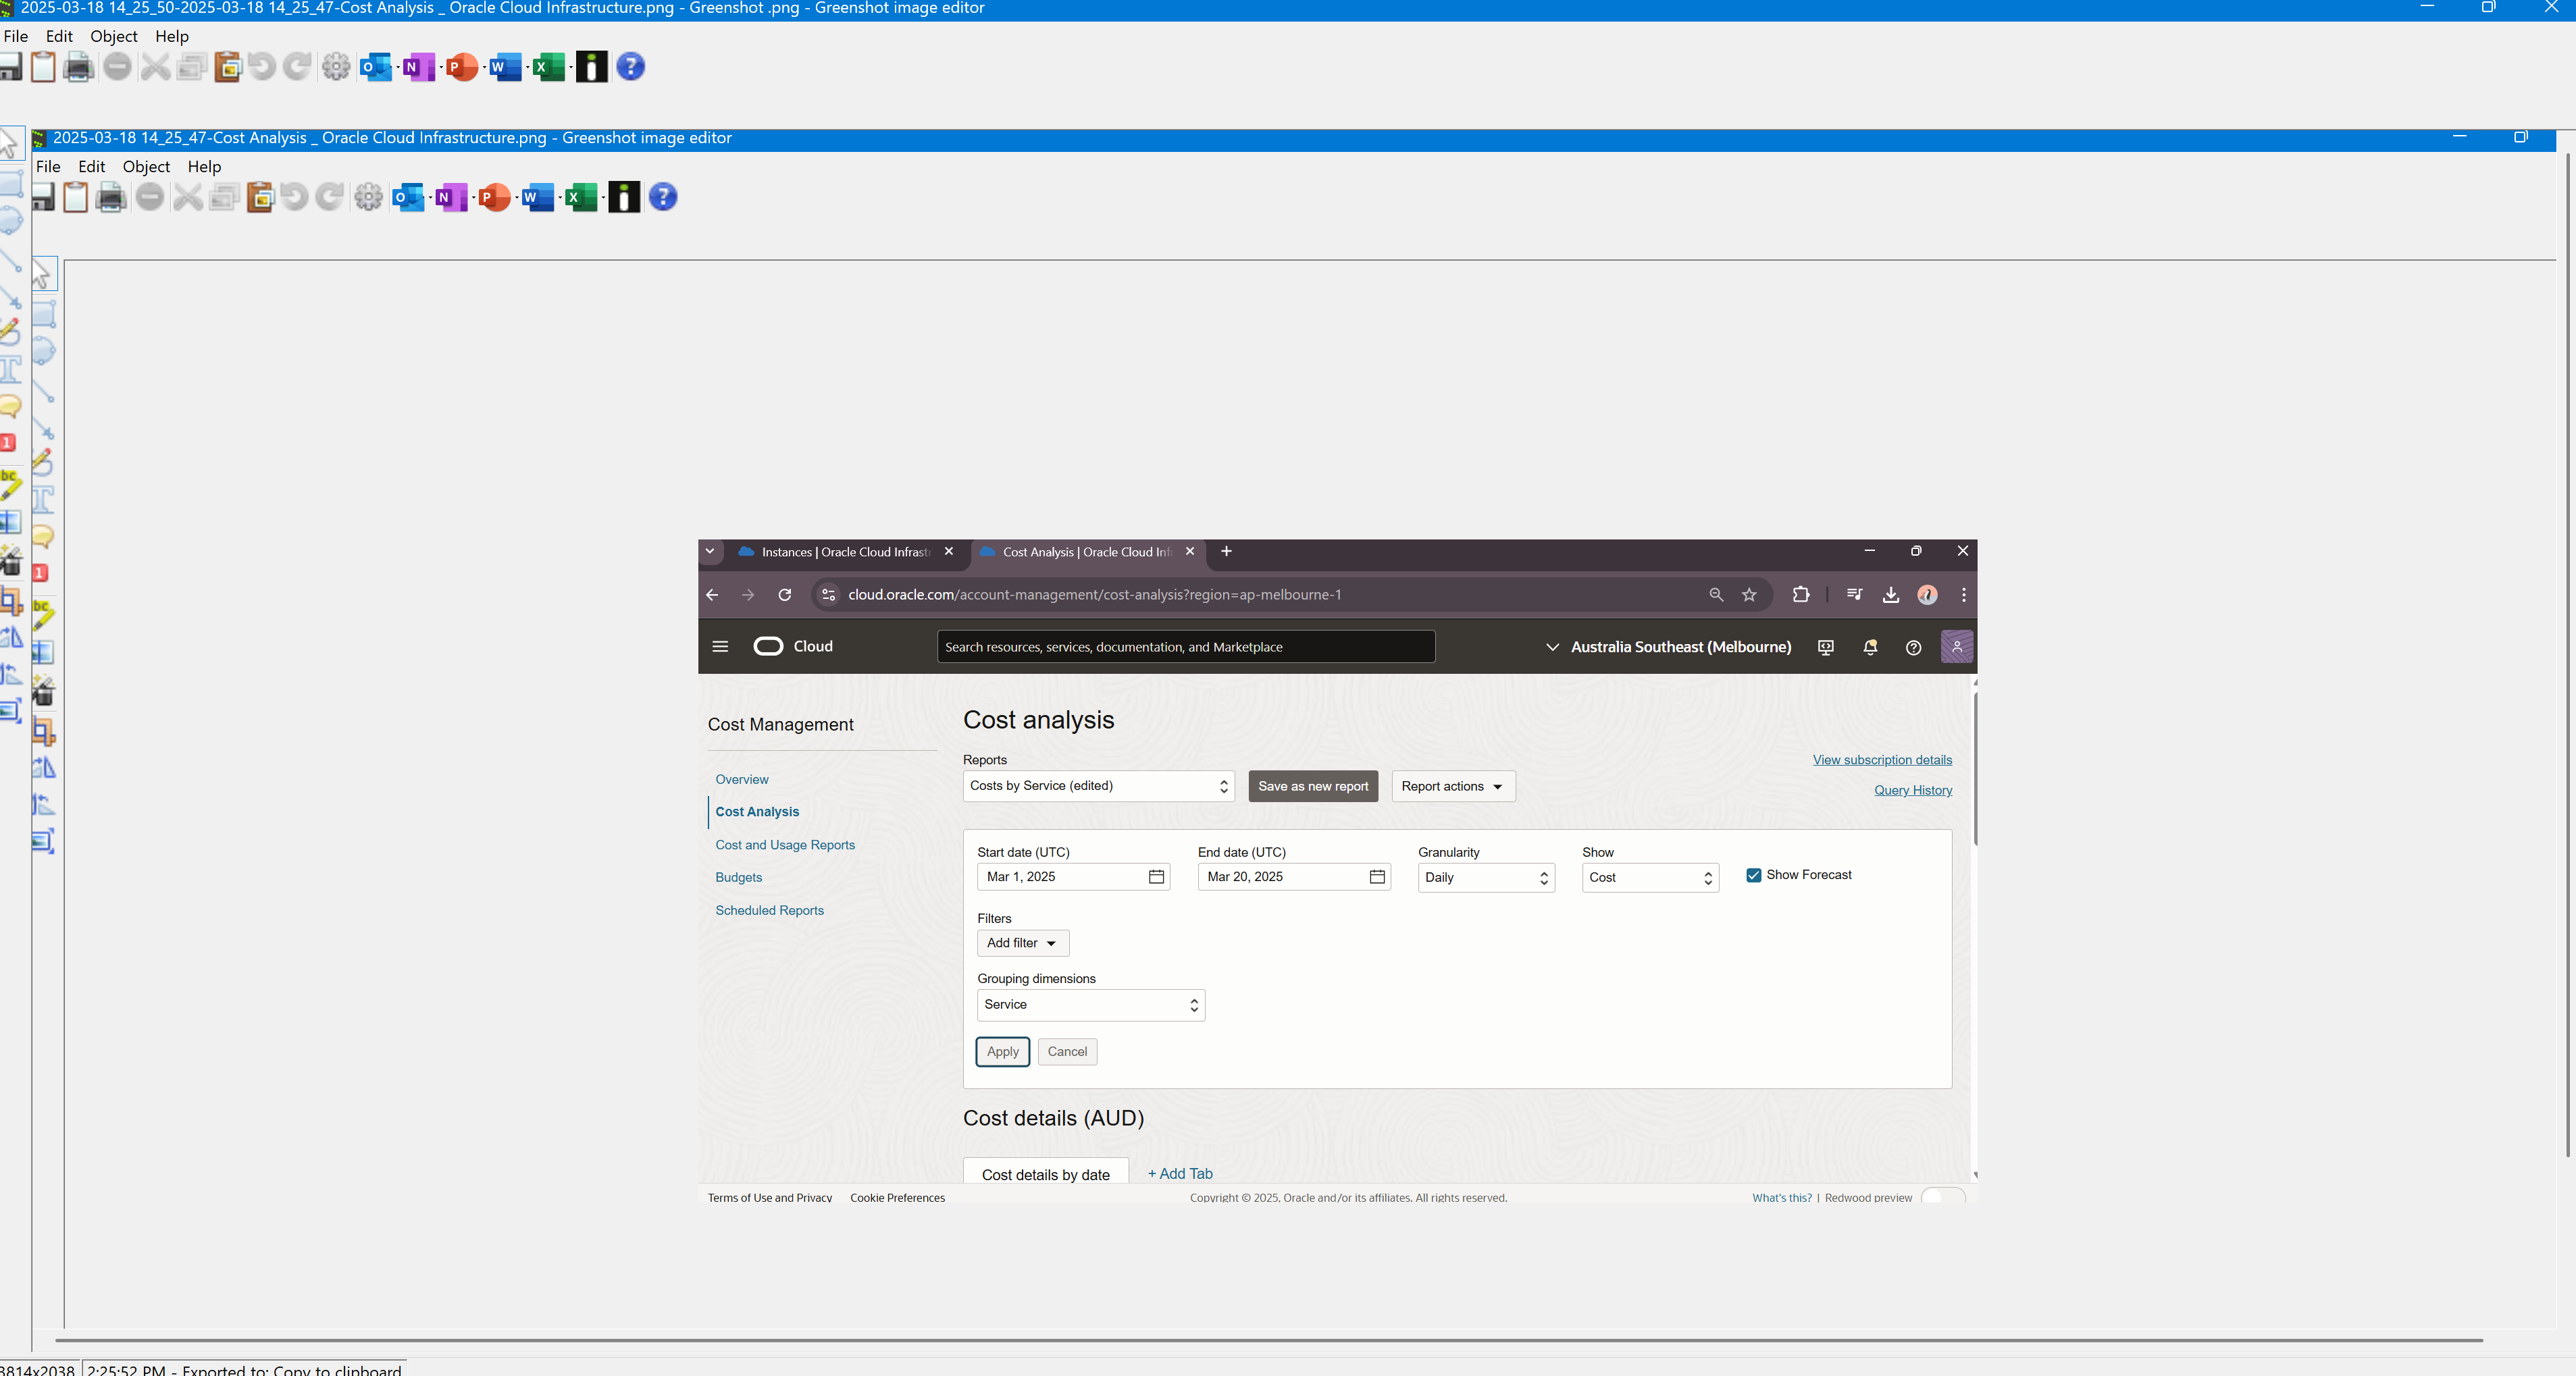 2025-03-18 14_25_50-2025-03-18 14_25_47-Cost Analysis _ Oracle Cloud Infrastructure.png - Greenshot .png - Greenshot image editor
File Edit Object Help
2025-03-18 14_25_47-Cost Analysis _ Oracle Cloud Infrastructure.png - Greenshot image editor
File Edit Object Help
Instances | Oracle Cloud Infrast
Cost Analysis | Oracle Cloud Inf
cloud.oracle.com/account-management/cost-analysis?region=ap-melbourne-1
Cloud
Search resources, services, documentation, and Marketplace
Australia Southeast (Melbourne)
Cost Management
Overview
Cost Analysis
Cost and Usage Reports
Budgets
Scheduled Reports
Cost analysis
Reports
Costs by Service (edited)
Save as new report
Report actions
View subscription details
Query History
Start date (UTC)
Mar 1, 2025
End date (UTC)
Mar 20, 2025
Granularity
Daily
Show
Cost
Show Forecast
Filters
Add filter
Grouping dimensions
Service
Apply
Cancel
Cost details (AUD)
Cost details by date
+ Add Tab
Terms of Use and Privacy
Cookie Preferences
Copyright © 2025, Oracle and/or its affiliates. All rights reserved.
What's this? | Redwood preview
3814x2038
2:25:52 PM - Exported to: Copy to clipboard